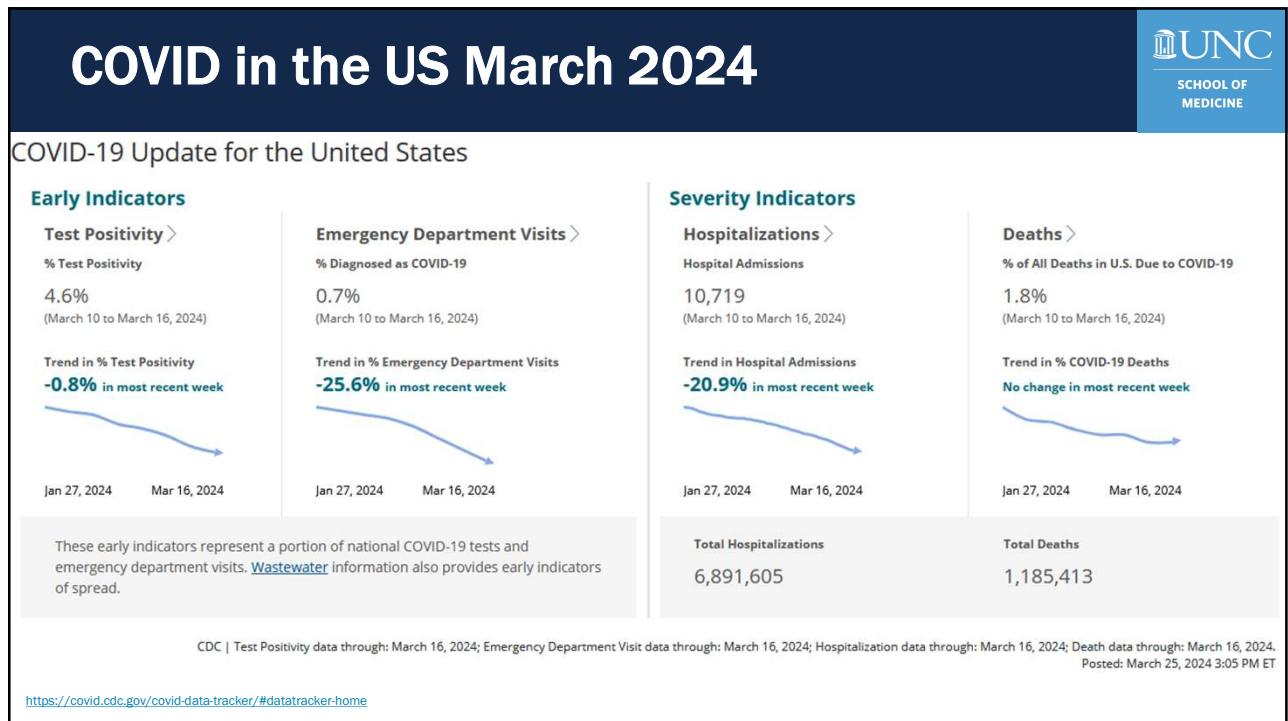 COVID in the US March 2024
UNC
SCHOOL OF
MEDICINE
COVID-19 Update for the United States
Early Indicators
Test Positivity
% Test Positivity
4.6%
(March 10 to March 16, 2024)
Trend in % Test Positivity
-0.8% in most recent week
Jan 27, 2024 Mar 16, 2024
Emergency Department Visits
% Diagnosed as COVID-19
0.7%
(March 10 to March 16, 2024)
Trend in % Emergency Department Visits
-25.6% in most recent week
Jan 27, 2024 Mar 16, 2024
These early indicators represent a portion of national COVID-19 tests and
emergency department visits. Wastewater information also provides early indicators
of spread.
Severity Indicators
Hospitalizations
Hospital Admissions
10,719
(March 10 to March 16, 2024)
Trend in Hospital Admissions
-20.9% in most recent week
Jan 27, 2024 Mar 16, 2024
Total Hospitalizations
6,891,605
Deaths
% of All Deaths in U.S. Due to COVID-19
1.8%
(March 10 to March 16, 2024)
Trend in % COVID-19 Deaths
No change in most recent week
Jan 27, 2024 Mar 16, 2024
Total Deaths
1,185,413
CDC | Test Positivity data through: March 16, 2024; Emergency Department Visit data through: March 16, 2024; Hospitalization data through: March 16, 2024; Death data through: March 16, 2024.
Posted: March 25, 2024 3:05 PM ET
https://covid.cdc.gov/covid-data-tracker/#datatracker-home